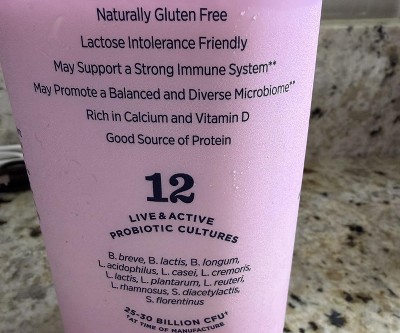 Naturally Gluten Free
Lactose Intolerance Friendly
May Support a Strong Immune System**
May Promote a Balanced and Diverse Microbiome**
Rich in Calcium and Vitamin D
Good Source of Protein
12
LIVE & ACTIVE
PROBIOTIC CULTURES
B. breve, B. lactis, B. longum,
L. acidophilus, L. casei, L. cremoris,
L. lactis, L. plantarum, L. reuteri,
L. rhamnosus, S. diacetylactis,
S. florentinus
25-30 BILLION CFU†
†AT TIME OF MANUFACTURE